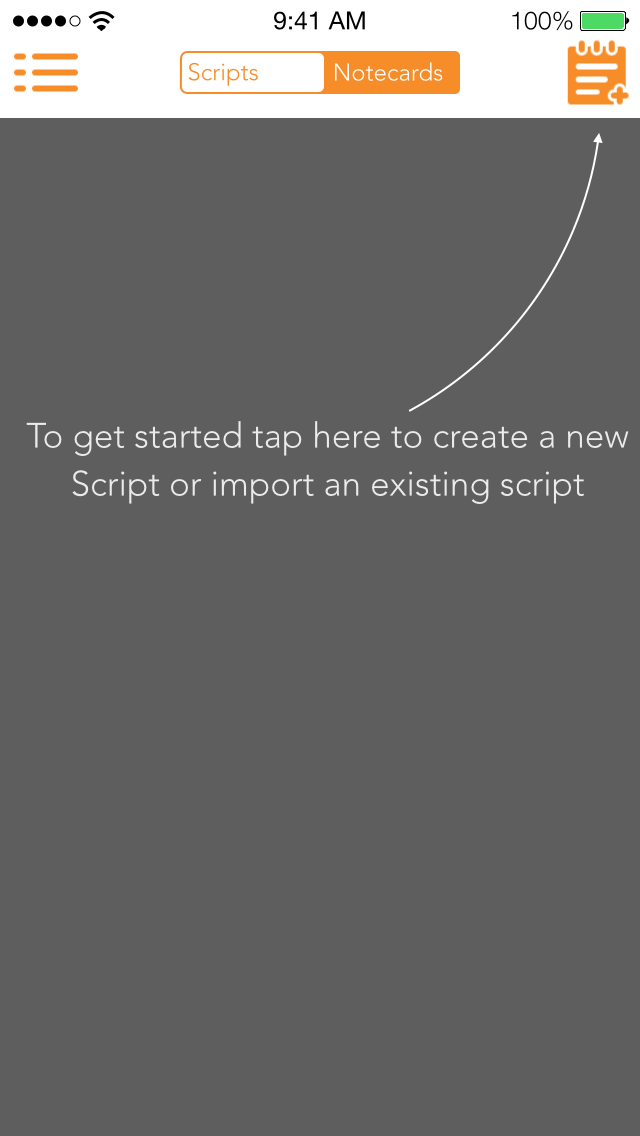 9:41 AM 100%
Scripts Notecards
To get started tap here to create a new
Script or import an existing script